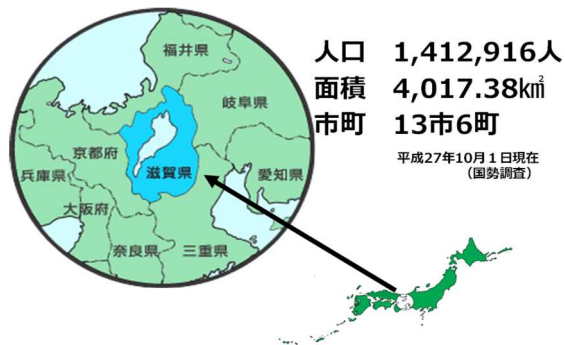 福井県
岐阜県
京都府
滋賀県
兵庫県
愛知県
大阪府
奈良県
三重県
人口 1,412,916人
面積 4,017.38㎢
市町 13市6町
平成27年10月1日現在
(国勢調査)